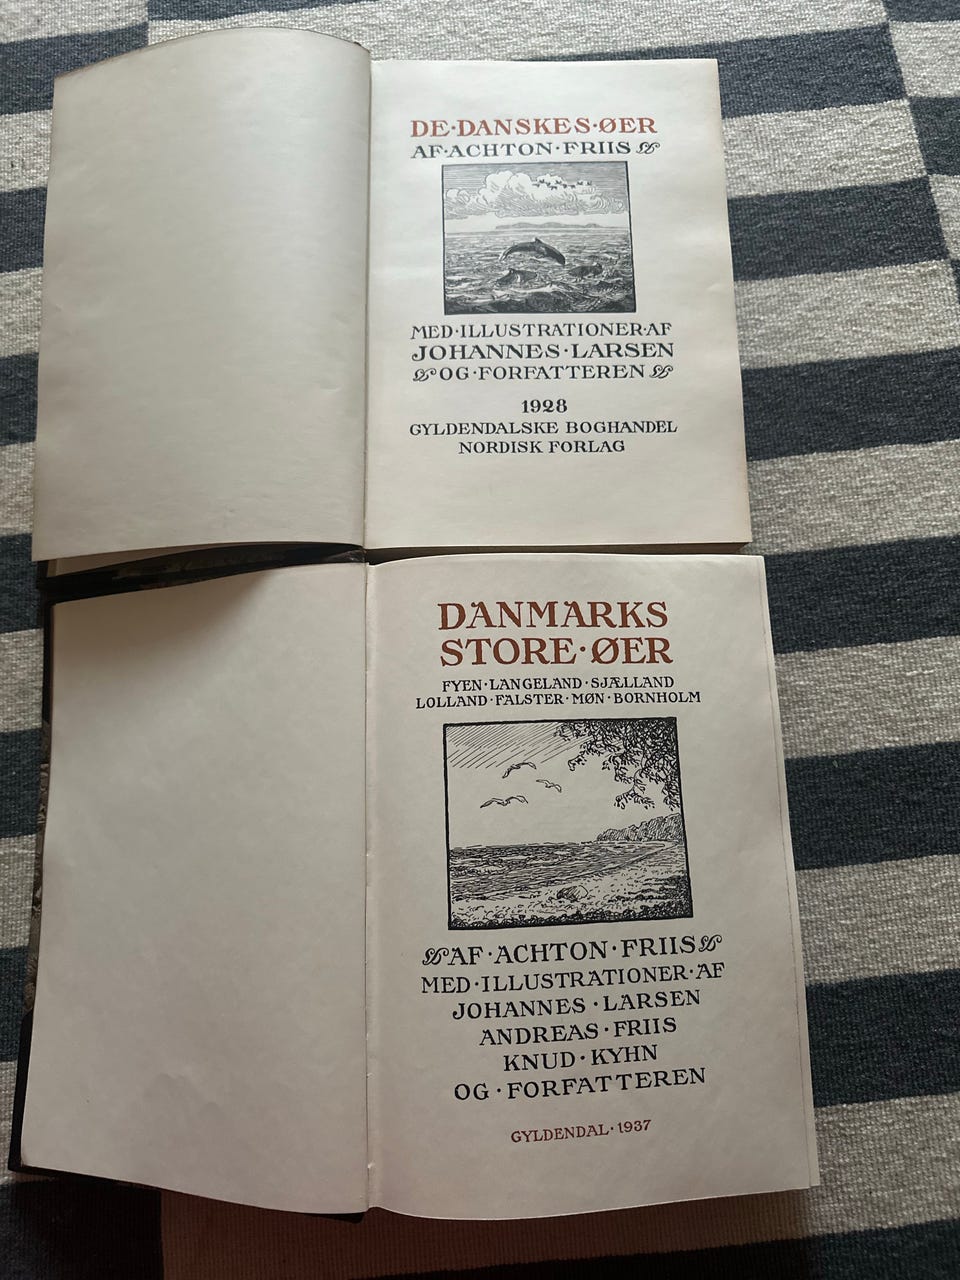 DE·DANSKES·ØER
AF·ACHTON·FRIIS
MED·ILLUSTRATIONER·AF
JOHANNES·LARSEN
OG·FORFATTEREN
1928
GYLDENDALSKE BOGHANDEL
NORDISK FORLAG
DANMARKS
STORE·ØER
FYEN·LANGELAND·SJÆLLAND
LOLLAND·FALSTER·MØN·BORNHOLM
AF·ACHTON·FRIIS
MED·ILLUSTRATIONER·AF
JOHANNES·LARSEN
ANDREAS·FRIIS
KNUD·KYHN
OG·FORFATTEREN
GYLDENDAL·1937